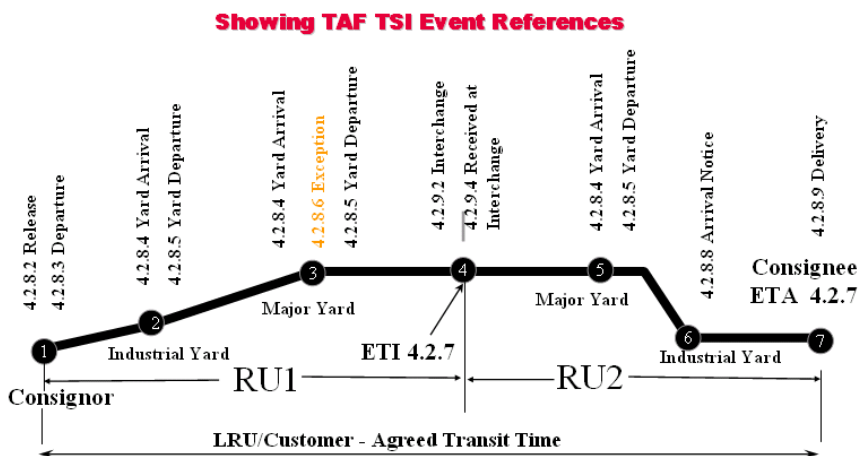 Showing TAF TSI Event References
4.2.8.2 Release
4.2.8.3 Departure
4.2.8.4 Yard Arrival
4.2.8.5 Yard Departure
4.2.8.4 Yard Arrival
4.2.8.6 Exception
4.2.8.5 Yard Departure
4.2.9.2 Interchange
4.2.9.4 Received at
Interchange
4.2.8.4 Yard Arrival
4.2.8.5 Yard Departure
4.2.8.8 Arrival Notice
4.2.8.9 Delivery
Consignee
ETA 4.2.7
1
2
3
4
5
6
7
Major Yard
Major Yard
Industrial Yard
ETI 4.2.7
Industrial Yard
RU1
RU2
Consignor
LRU/Customer - Agreed Transit Time